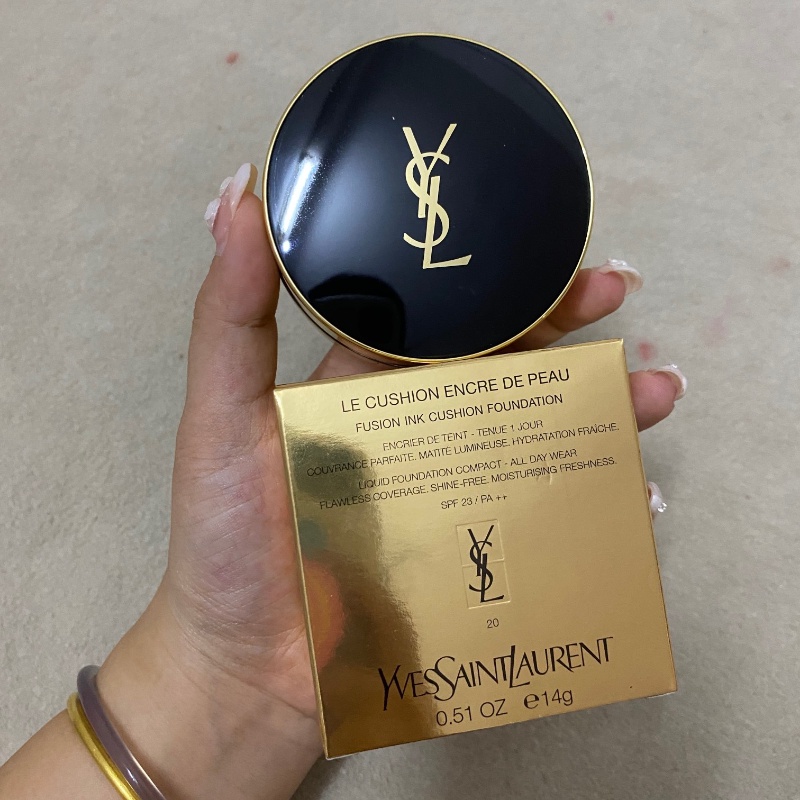 YSL
LE CUSHION ENCRE DE PEAU
FUSION INK CUSHION FOUNDATION
ENCRIER DE TEINT - TENUE 1 JOUR
COUVRANCE PARFAITE. MATITÉ LUMINEUSE. HYDRATATION FRAÎCHE.
LIQUID FOUNDATION COMPACT - ALL DAY WEAR
FLAWLESS COVERAGE. SHINE-FREE. MOISTURISING FRESHNESS.
SPF 23 / PA ++
YSL
20
YVESSAINTLAURENT
0.51 OZ ℮14g